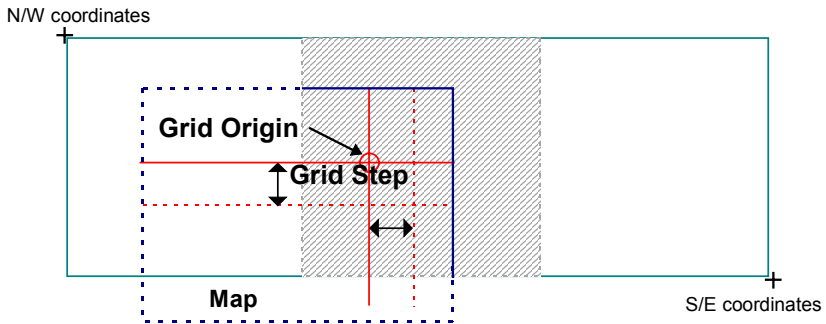 N/W coordinates
Grid Origin
Grid Step
Map
S/E coordinates